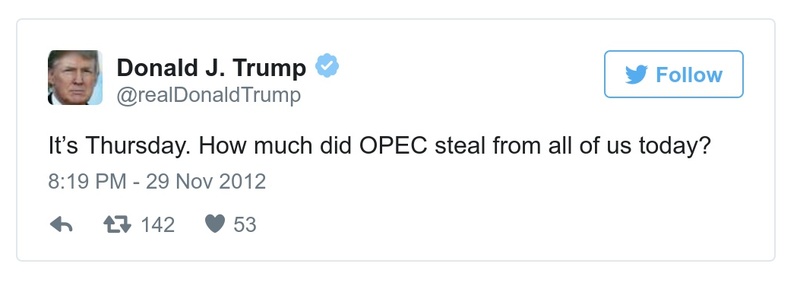 Donald J. Trump
@realDonaldTrump
Follow
It’s Thursday. How much did OPEC steal from all of us today?
8:19 PM - 29 Nov 2012
142 53